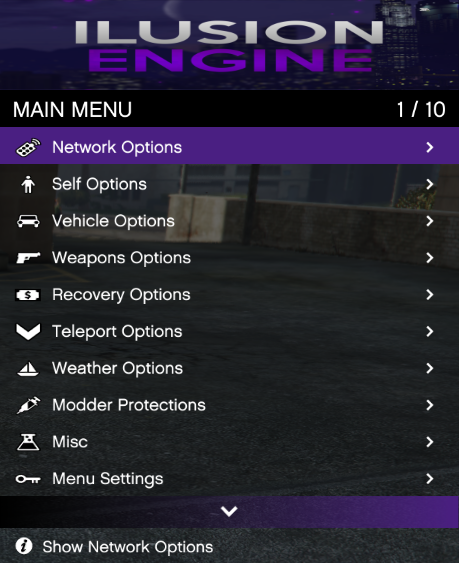 ILUSION
ENGINE
MAIN MENU 1 / 10
Network Options
Self Options
Vehicle Options
Weapons Options
Recovery Options
Teleport Options
Weather Options
Modder Protections
Misc
Menu Settings
Show Network Options